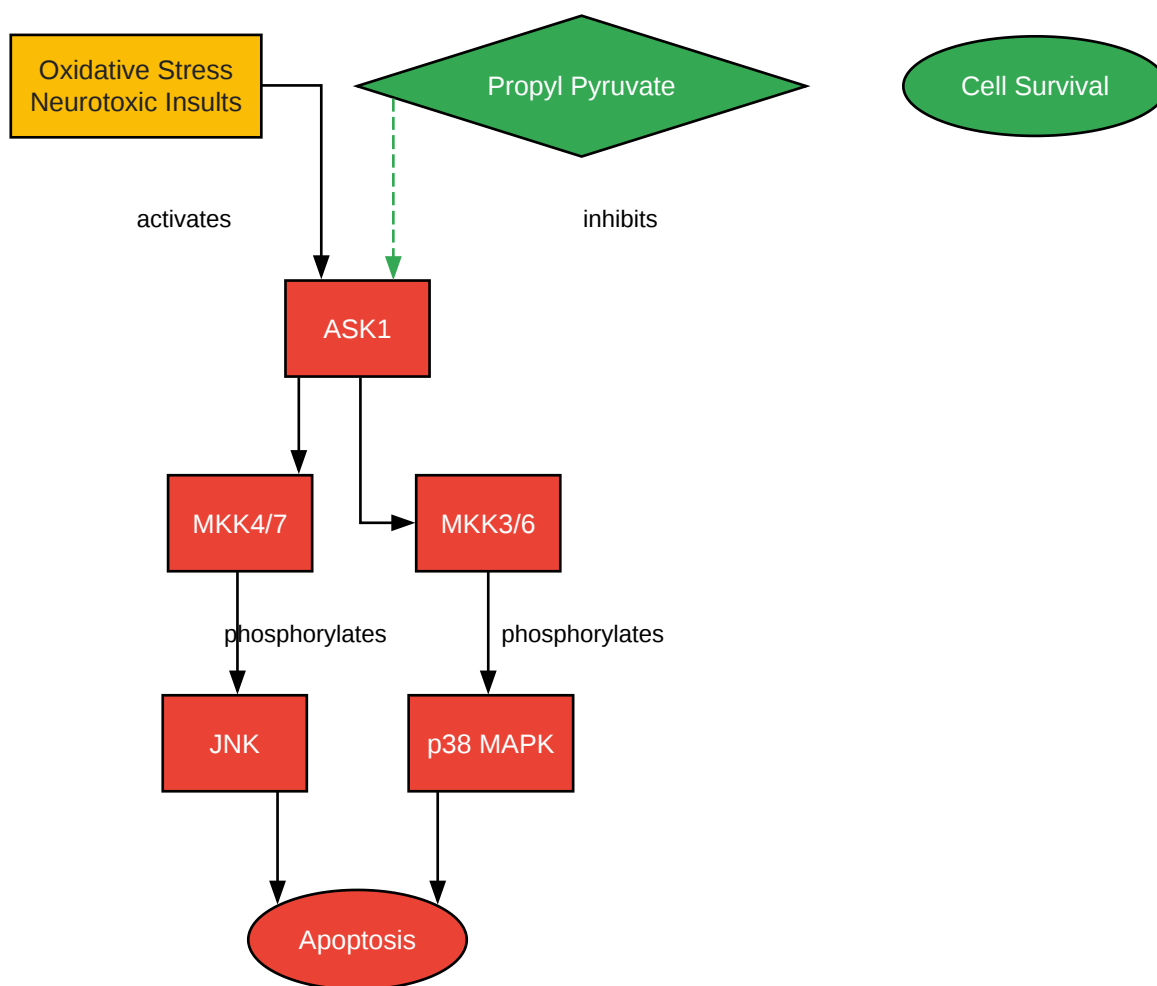 Oxidative Stress
Neurotoxic Insults
Propyl Pyruvate
Cell Survival
activates
inhibits
ASK1
MKK4/7
MKK3/6
phosphorylates
phosphorylates
JNK
p38 MAPK
Apoptosis